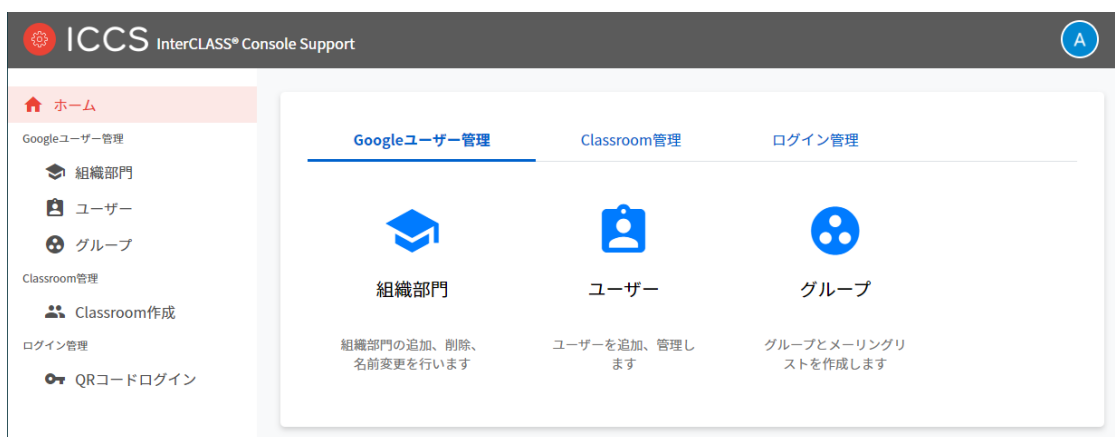 ICCS InterCLASS® Console Support
A
ホーム
Googleユーザー管理
組織部門
ユーザー
グループ
Classroom管理
Classroom作成
ログイン管理
QRコードログイン
Googleユーザー管理
Classroom管理
ログイン管理
組織部門
組織部門の追加、削除、
名前変更を行います
ユーザー
ユーザーを追加、管理し
ます
グループ
グループとメーリングリ
ストを作成します